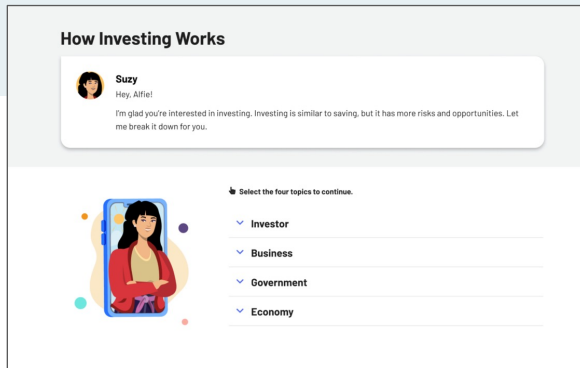 How Investing Works
Suzy
Hey, Alfie!
I'm glad you're interested in investing. Investing is similar to saving, but it has more risks and opportunities. Let
me break it down for you.
Select the four topics to continue.
Investor
Business
Government
Economy